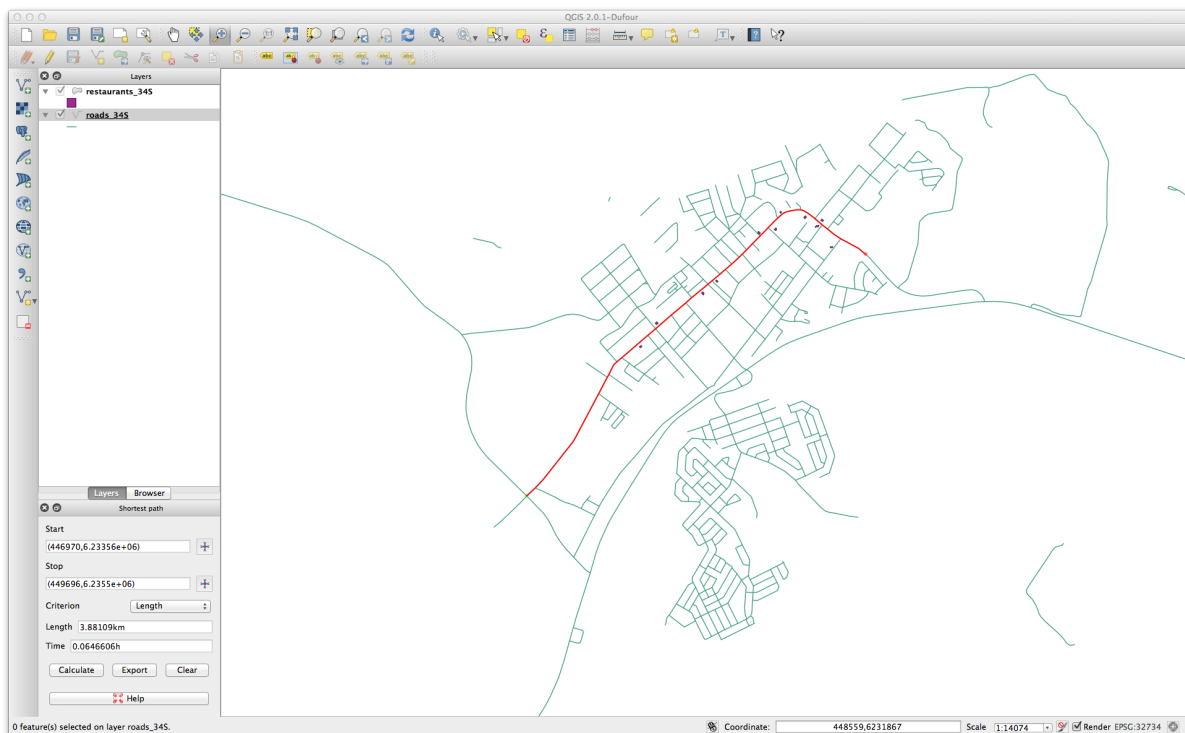 QGIS 2.0.1-Dufour
Layers
restaurants_34S
roads_34S
Layers Browser
Shortest path
Start
(446970,6.23356e+06)
Stop
(449696,6.2355e+06)
Criterion Length
Length 3.88109km
Time 0.0646606h
Calculate Export Clear
Help
0 feature(s) selected on layer roads_34S.
Coordinate: 448559,6231867 Scale 1:14074 Render EPSG:32734